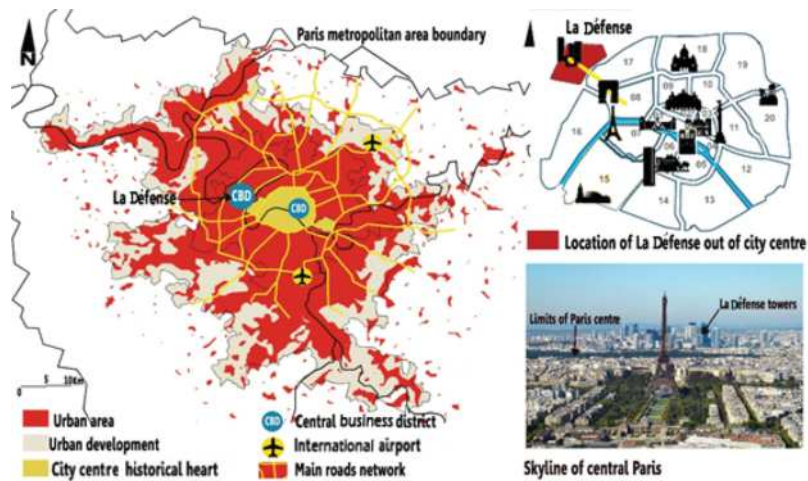 Paris metropolitan area boundary
N
La Défense
CBD
CBD
0 5 10Km
Urban area
Urban development
City centre historical heart
CBD Central business district
International airport
Main roads network
La Défense
17
18
19
08
09
10
16
07
06
11
20
15
05
14
13
12
Location of La Défense out of city centre
La Défense towers
Limits of Paris centre
Skyline of central Paris